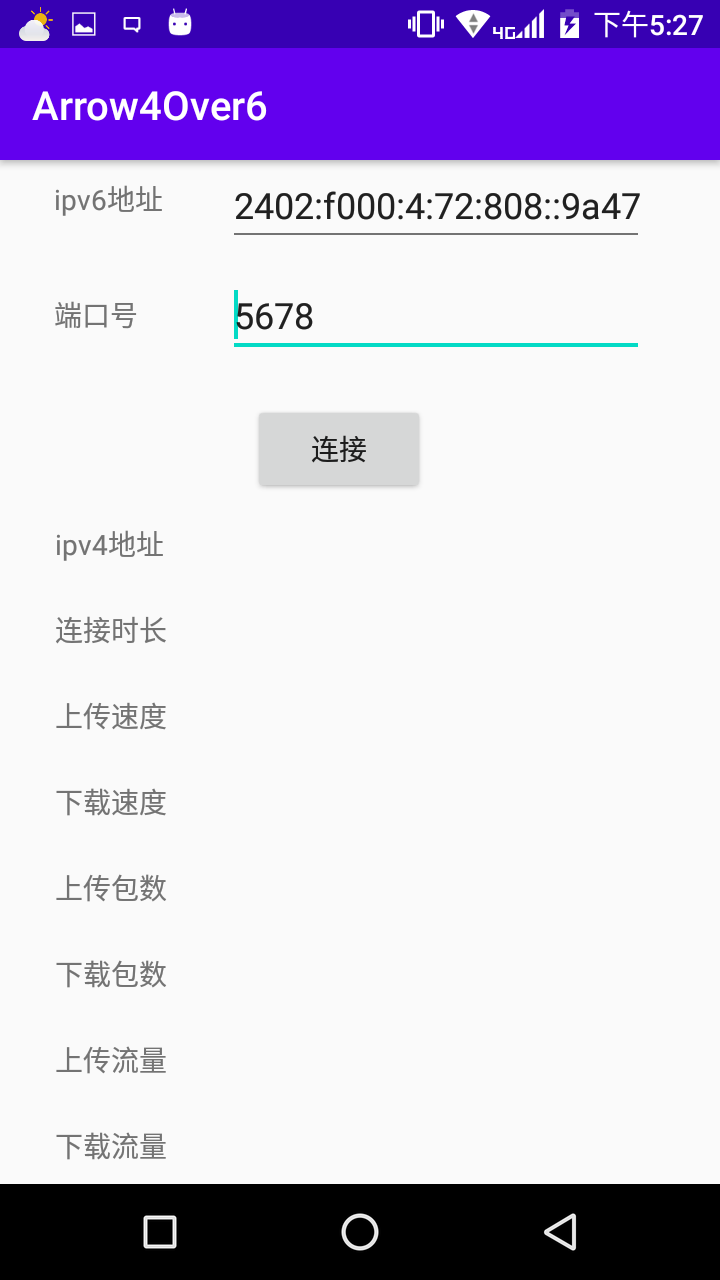 4G 下午5:27
Arrow4Over6
ipv6地址 2402:f000:4:72:808::9a47
端口号 5678
连接
ipv4地址
连接时长
上传速度
下载速度
上传包数
下载包数
上传流量
下载流量